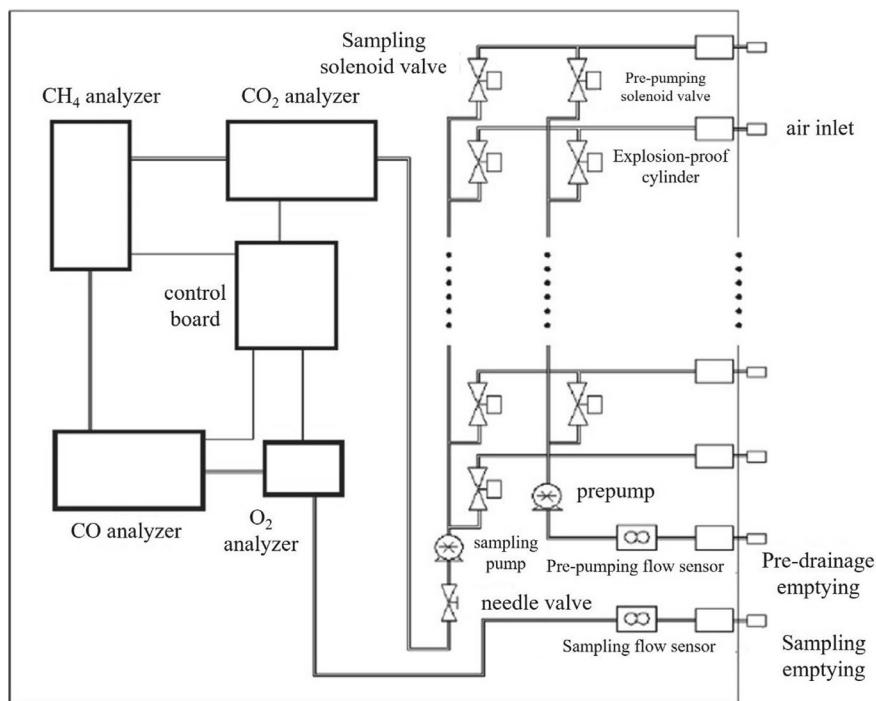 Sampling
solenoid valve
CH₄ analyzer
CO₂ analyzer
Pre-pumping
solenoid valve
air inlet
Explosion-proof
cylinder
control
board
prepump
CO analyzer
O₂
analyzer
sampling
pump
Pre-pumping flow sensor
Pre-drainage
emptying
needle valve
Sampling flow sensor
Sampling
emptying